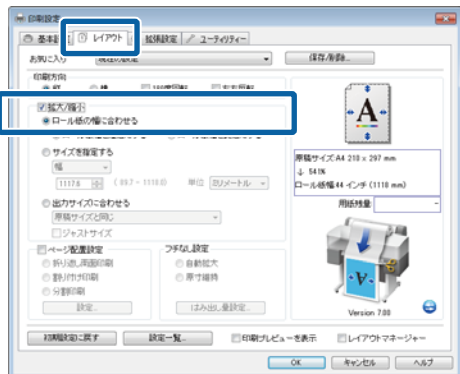 印刷設定
基本設
レイアウト
拡張設定
ユーティリティー
お気に入り
現在の設定
保存/削除...
印刷方向
拡大/縮小
ロール紙の幅に合わせる
サイズを指定する
幅
1117.6 (89.7 - 1118.0) 単位 ミリメートル
出力サイズに合わせる
原稿サイズと同じ
ジャストサイズ
原稿サイズ:A4 210 x 297 mm
↓ 541%
ロール紙幅:44 インチ (1118 mm)
用紙残量: -
ページ配置設定
折り返し両面印刷
割り付け印刷
分割印刷
設定...
フチなし設定
自動拡大
原寸維持
はみ出し量設定...
Version 7.00
初期設定に戻す
設定一覧...
印刷プレビューを表示
レイアウトマネージャー
OK
キャンセル
ヘルプ